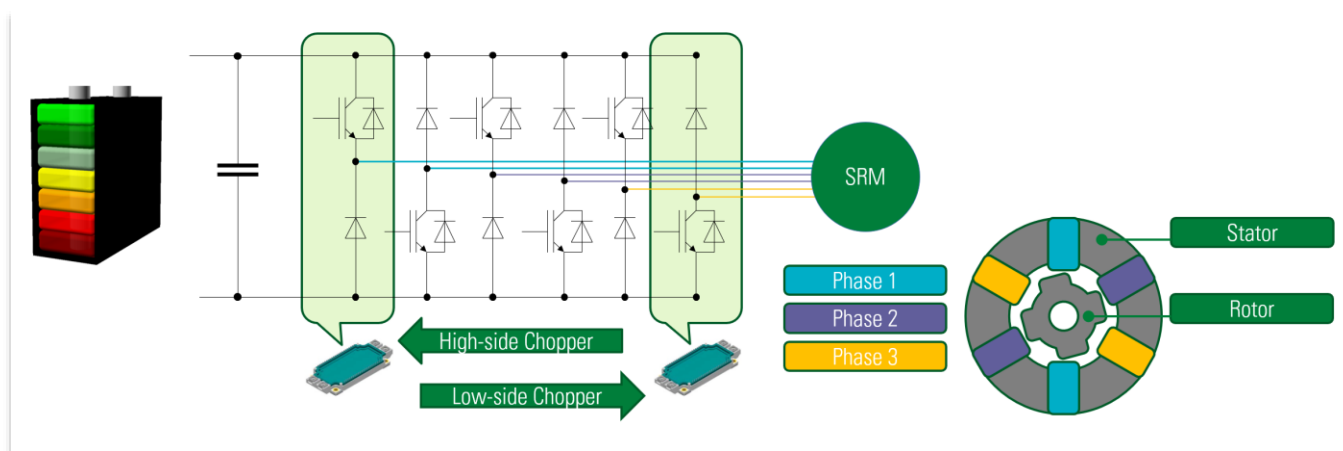 SRM
Stator
Phase 1
Phase 2
Rotor
High-side Chopper
Phase 3
Low-side Chopper